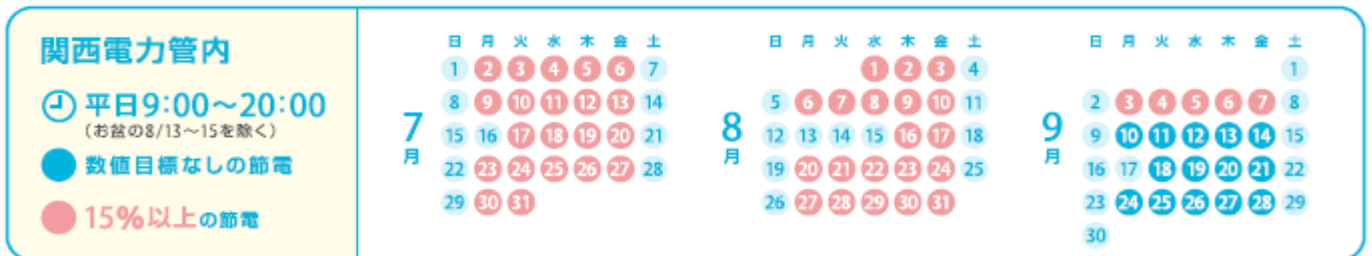 関西電力管内
平日9:00〜20:00
(お盆の8/13〜15を除く)
数値目標なしの節電
15%以上の節電
7月
日 月 火 水 木 金 土
1 2 3 4 5 6 7
8 9 10 11 12 13 14
15 16 17 18 19 20 21
22 23 24 25 26 27 28
29 30 31
8月
日 月 火 水 木 金 土
1 2 3 4
5 6 7 8 9 10 11
12 13 14 15 16 17 18
19 20 21 22 23 24 25
26 27 28 29 30 31
9月
日 月 火 水 木 金 土
1
2 3 4 5 6 7 8
9 10 11 12 13 14 15
16 17 18 19 20 21 22
23 24 25 26 27 28 29
30